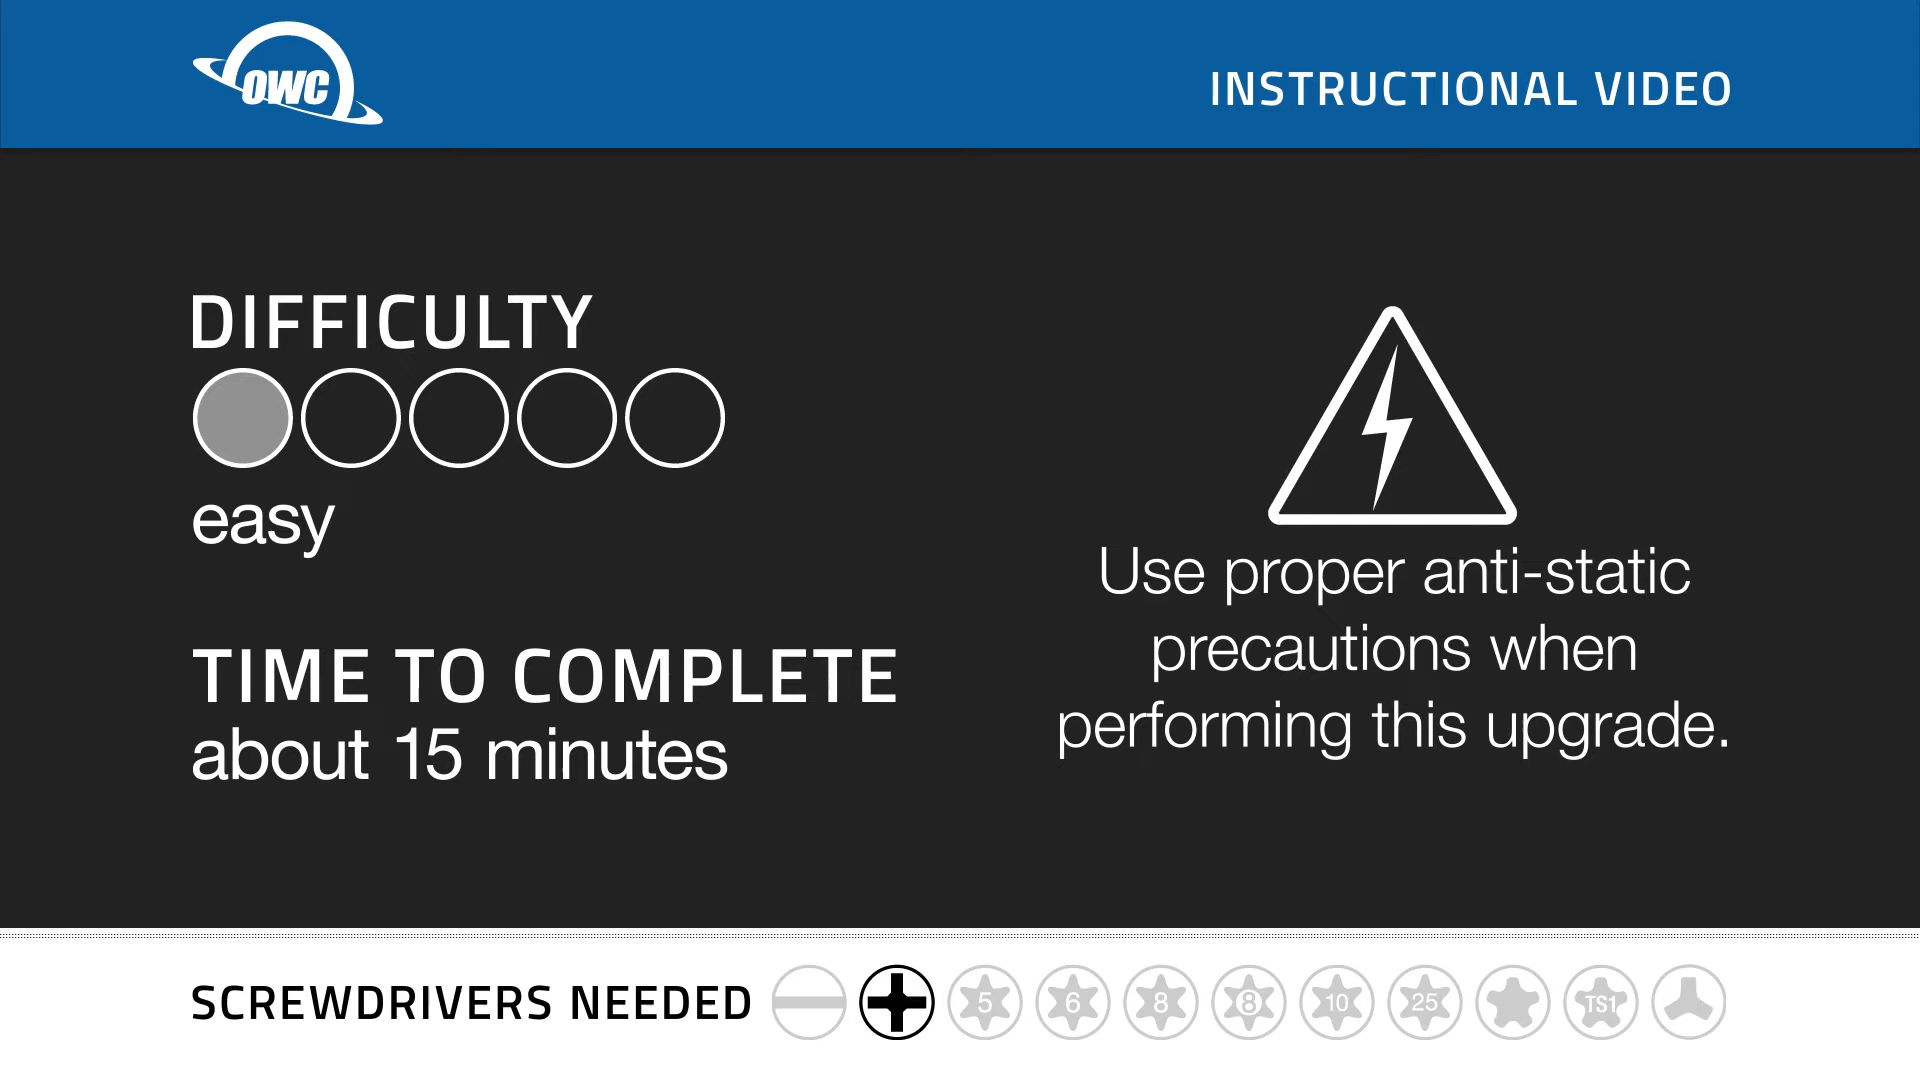 OWC
INSTRUCTIONAL VIDEO
DIFFICULTY
easy
TIME TO COMPLETE
about 15 minutes
Use proper anti-static
precautions when
performing this upgrade.
SCREWDRIVERS NEEDED 5 6 8 8 10 25 TS1